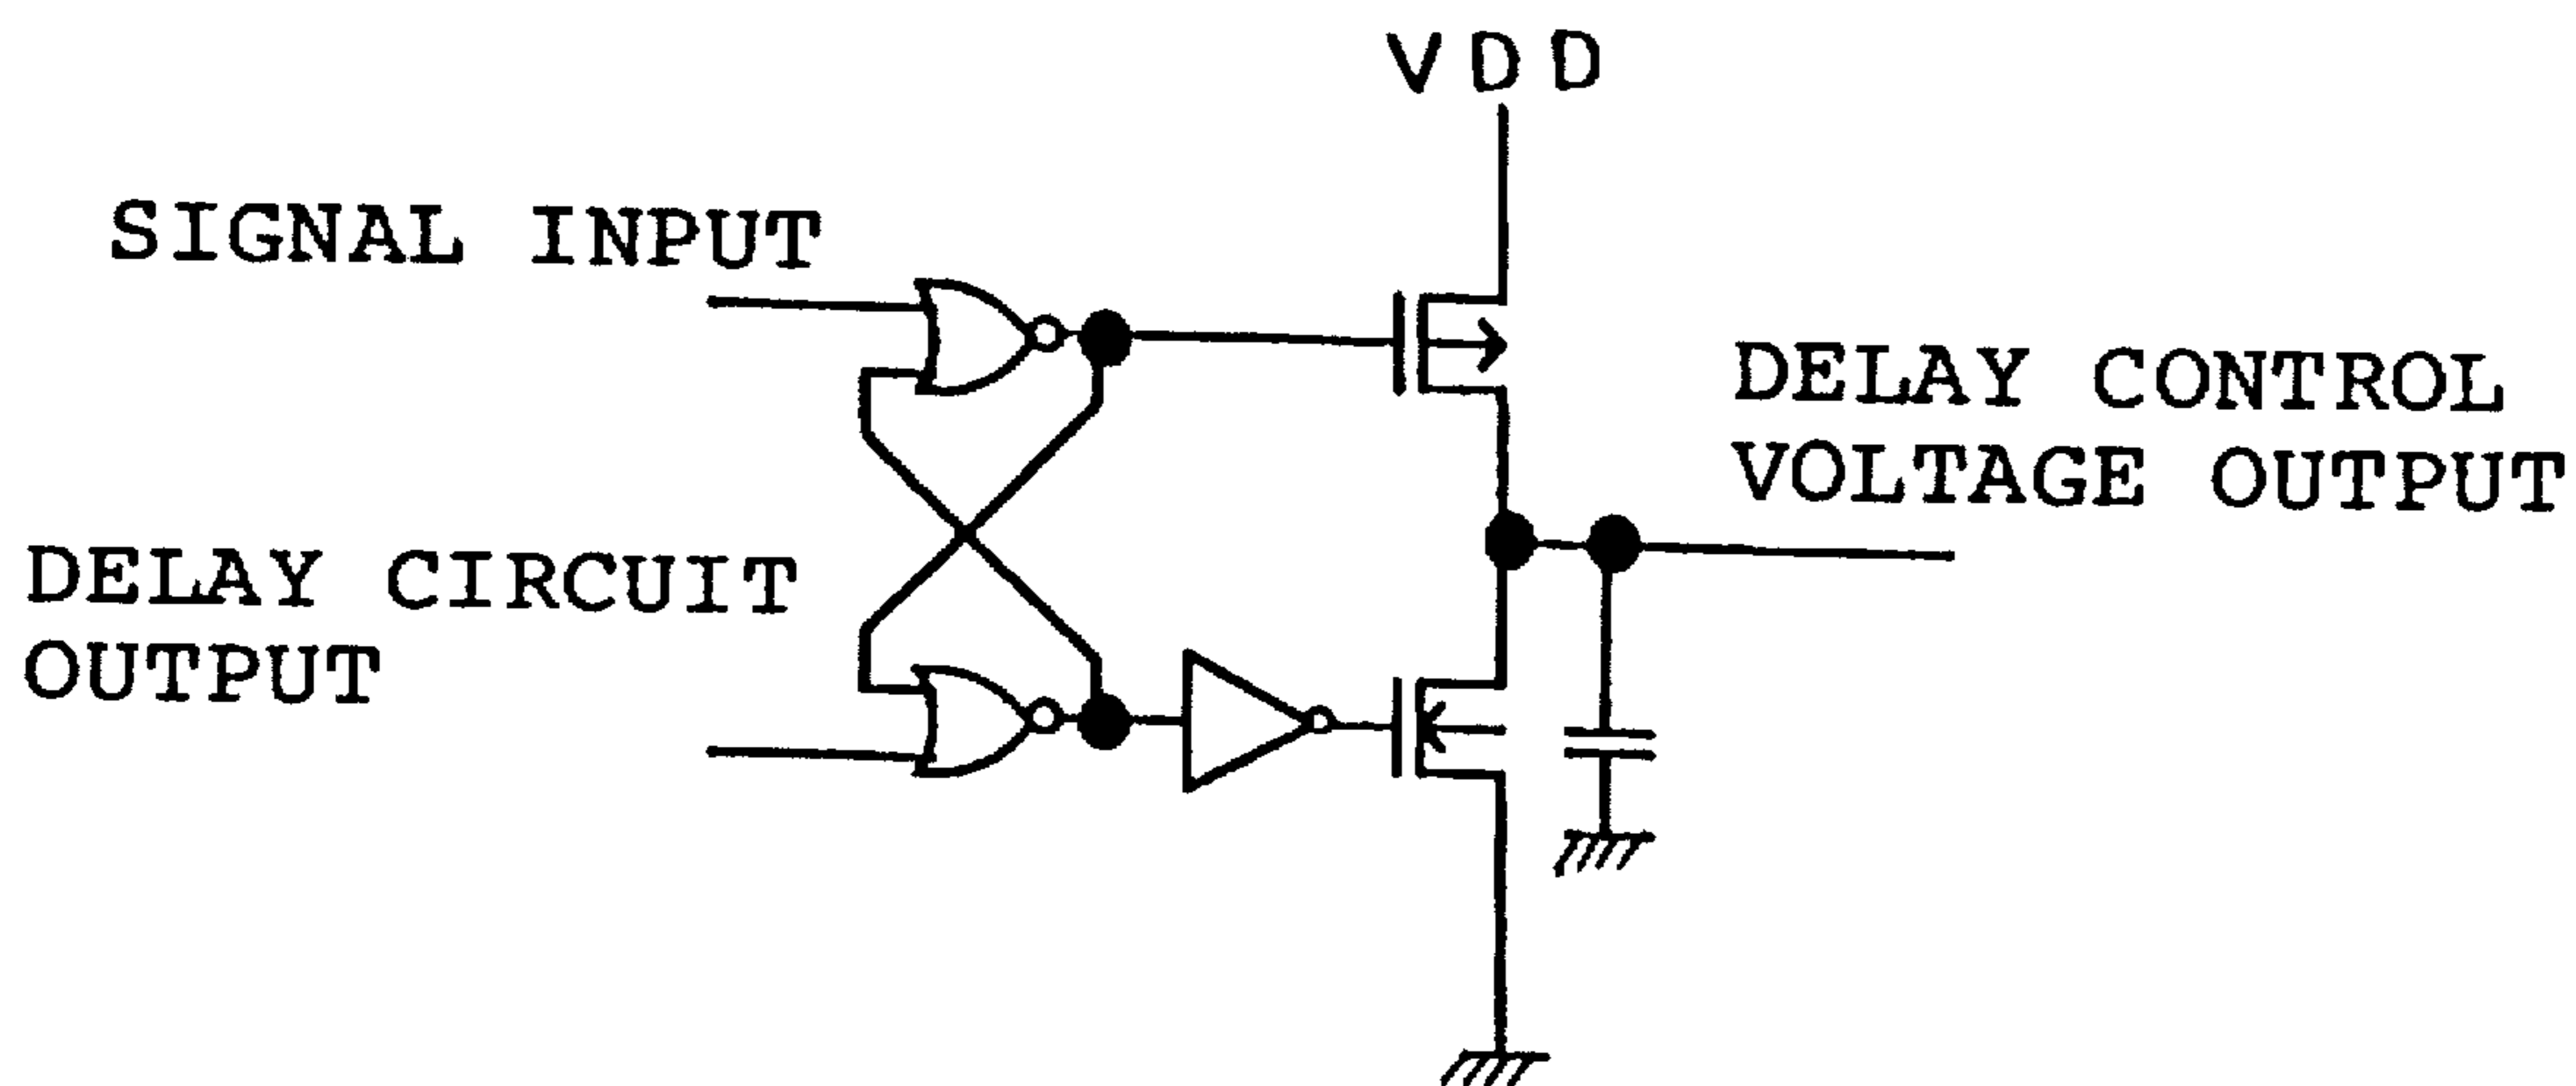 VDD
SIGNAL INPUT
DELAY CONTROL
VOLTAGE OUTPUT
DELAY CIRCUIT
OUTPUT